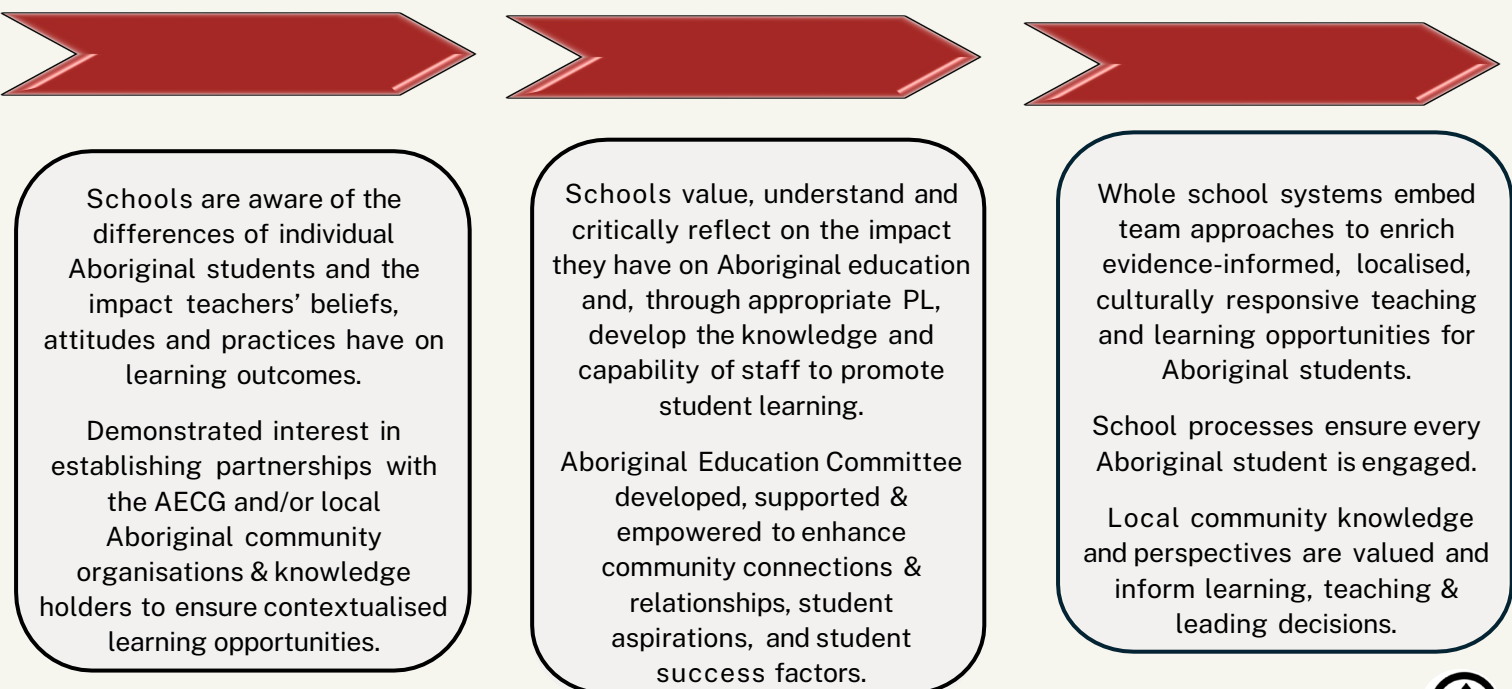 Schools are aware of the
differences of individual
Aboriginal students and the
impact teachers’ beliefs,
attitudes and practices have on
learning outcomes.
Demonstrated interest in
establishing partnerships with
the AECG and/or local
Aboriginal community
organisations & knowledge
holders to ensure contextualised
learning opportunities.
Schools value, understand and
critically reflect on the impact
they have on Aboriginal education
and, through appropriate PL,
develop the knowledge and
capability of staff to promote
student learning.
Aboriginal Education Committee
developed, supported &
empowered to enhance
community connections &
relationships, student
aspirations, and student
success factors.
Whole school systems embed
team approaches to enrich
evidence-informed, localised,
culturally responsive teaching
and learning opportunities for
Aboriginal students.
School processes ensure every
Aboriginal student is engaged.
Local community knowledge
and perspectives are valued and
inform learning, teaching &
leading decisions.